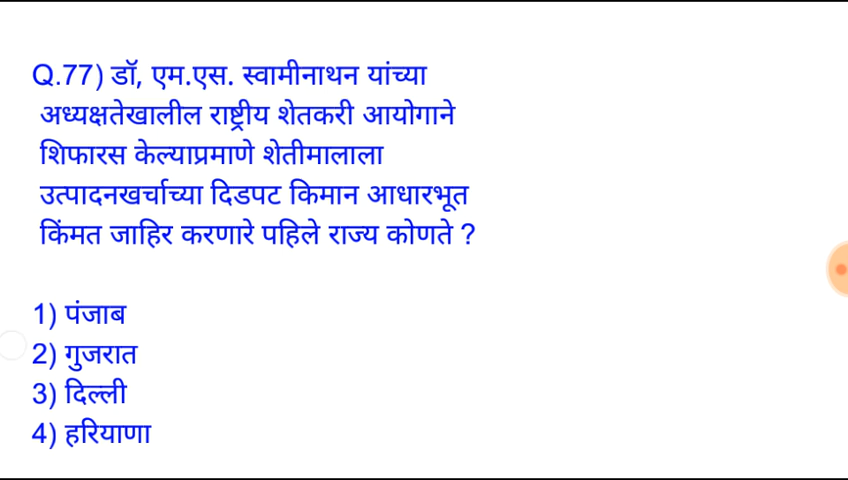 Q.77) डॉ, एम.एस. स्वामीनाथन यांच्या
अध्यक्षतेखालील राष्ट्रीय शेतकरी आयोगाने
शिफारस केल्याप्रमाणे शेतीमालाला
उत्पादनखर्चाच्या दिडपट किमान आधारभूत
किंमत जाहिर करणारे पहिले राज्य कोणते ?
1) पंजाब
2) गुजरात
3) दिल्ली
4) हरियाणा